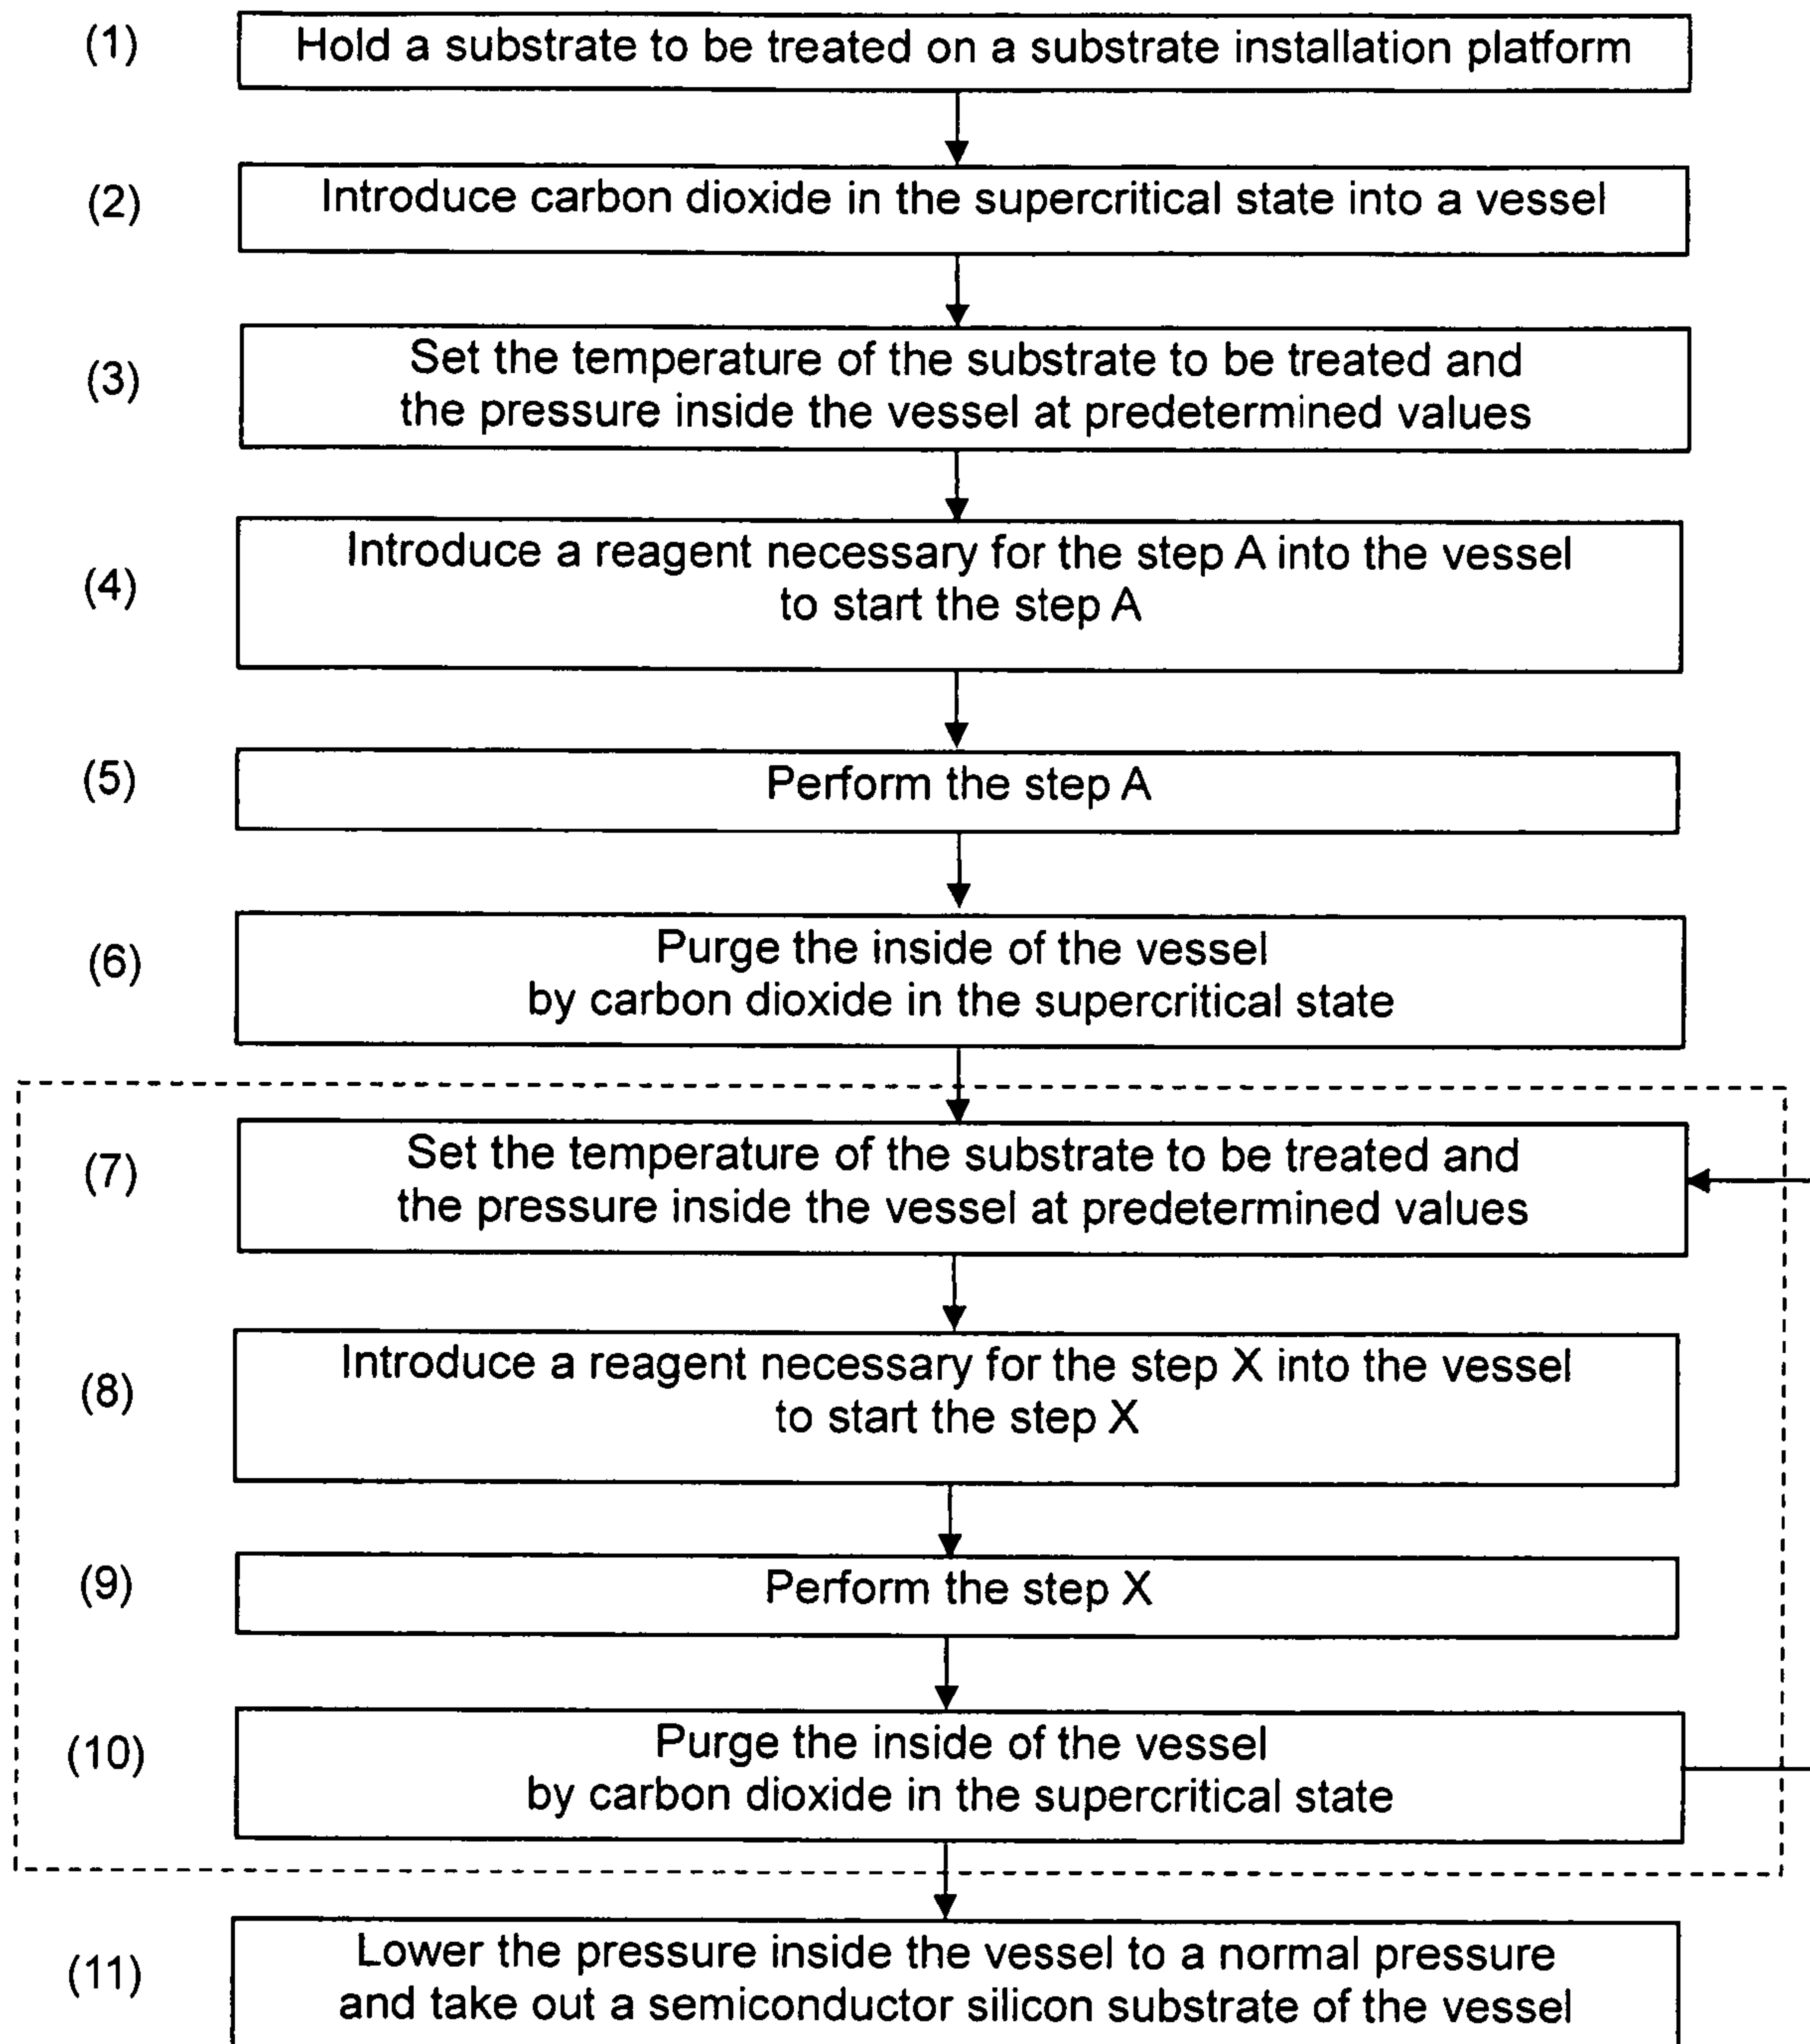 (1) Hold a substrate to be treated on a substrate installation platform
(2) Introduce carbon dioxide in the supercritical state into a vessel
(3) Set the temperature of the substrate to be treated and
the pressure inside the vessel at predetermined values
(4) Introduce a reagent necessary for the step A into the vessel
to start the step A
(5) Perform the step A
(6) Purge the inside of the vessel
by carbon dioxide in the supercritical state
(7) Set the temperature of the substrate to be treated and
the pressure inside the vessel at predetermined values
(8) Introduce a reagent necessary for the step X into the vessel
to start the step X
(9) Perform the step X
(10) Purge the inside of the vessel
by carbon dioxide in the supercritical state
(11) Lower the pressure inside the vessel to a normal pressure
and take out a semiconductor silicon substrate of the vessel